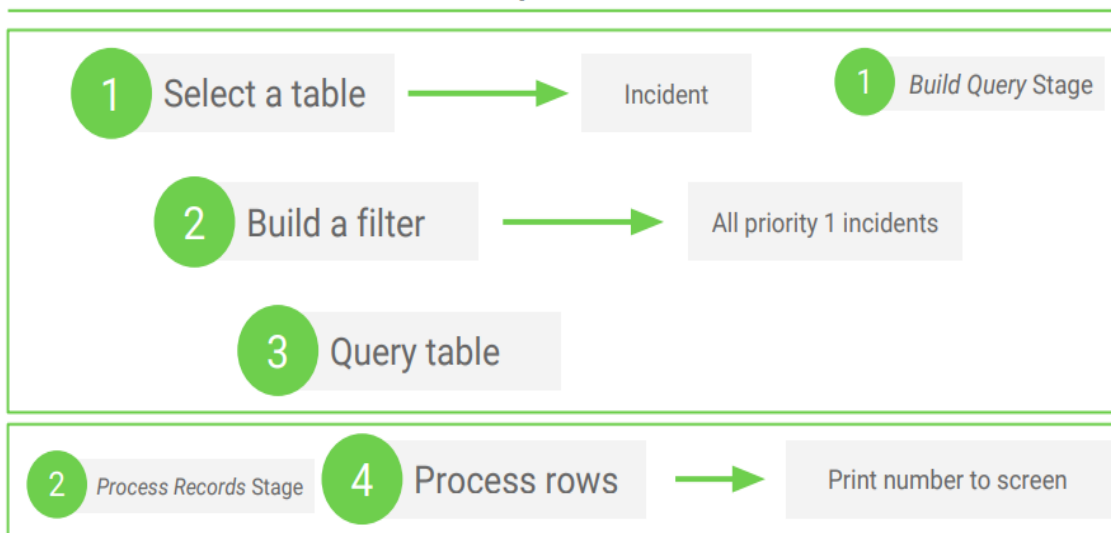 1 Select a table
Incident
1 Build Query Stage
2 Build a filter
All priority 1 incidents
3 Query table
2 Process Records Stage
4 Process rows
Print number to screen